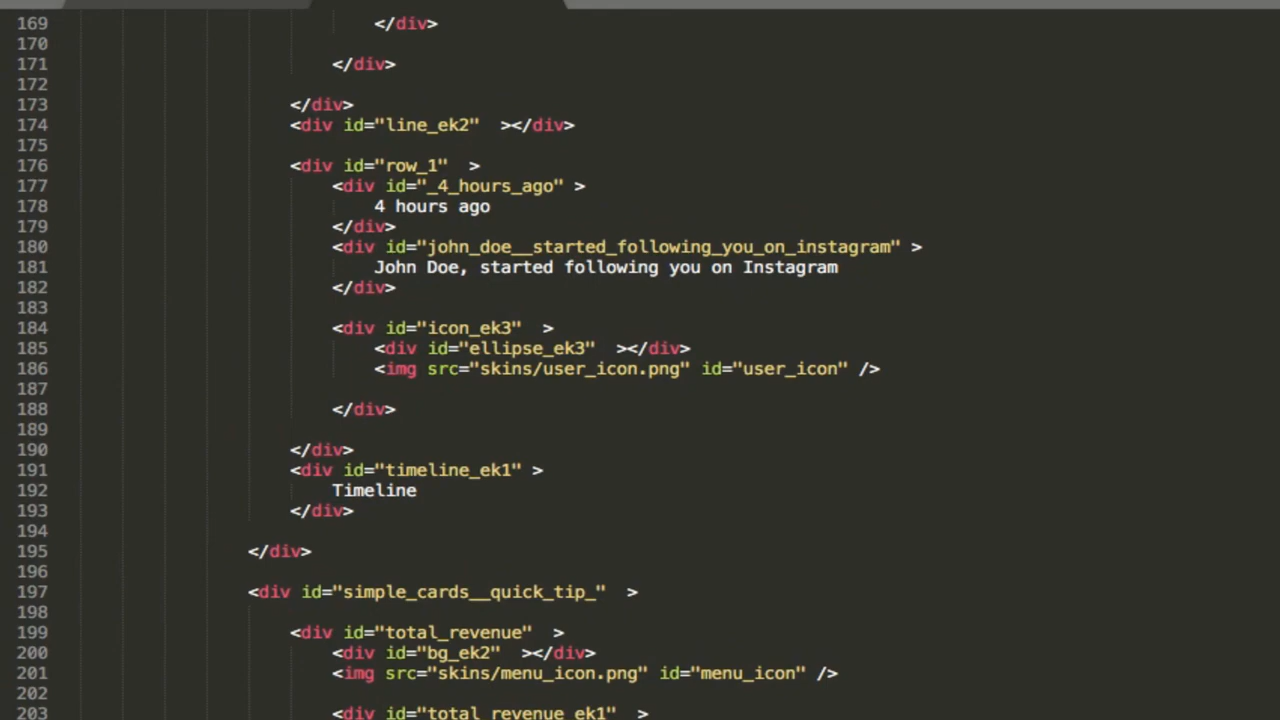 169 </div>
170
171 </div>
172
173 </div>
174 <div id="line_ek2"  ></div>
175
176 <div id="row_1"  >
177 <div id="_4_hours_ago" >
178 4 hours ago
179 </div>
180 <div id="john_doe__started_following_you_on_instagram" >
181 John Doe, started following you on Instagram
182 </div>
183
184 <div id="icon_ek3"  >
185 <div id="ellipse_ek3"  ></div>
186 <img src="skins/user_icon.png" id="user_icon" />
187
188 </div>
189
190 </div>
191 <div id="timeline_ek1" >
192 Timeline
193 </div>
194
195 </div>
196
197 <div id="simple_cards__quick_tip_"  >
198
199 <div id="total_revenue"  >
200 <div id="bg_ek2"  ></div>
201 <img src="skins/menu_icon.png" id="menu_icon" />
202
203 <div id="total_revenue_ek1"  >